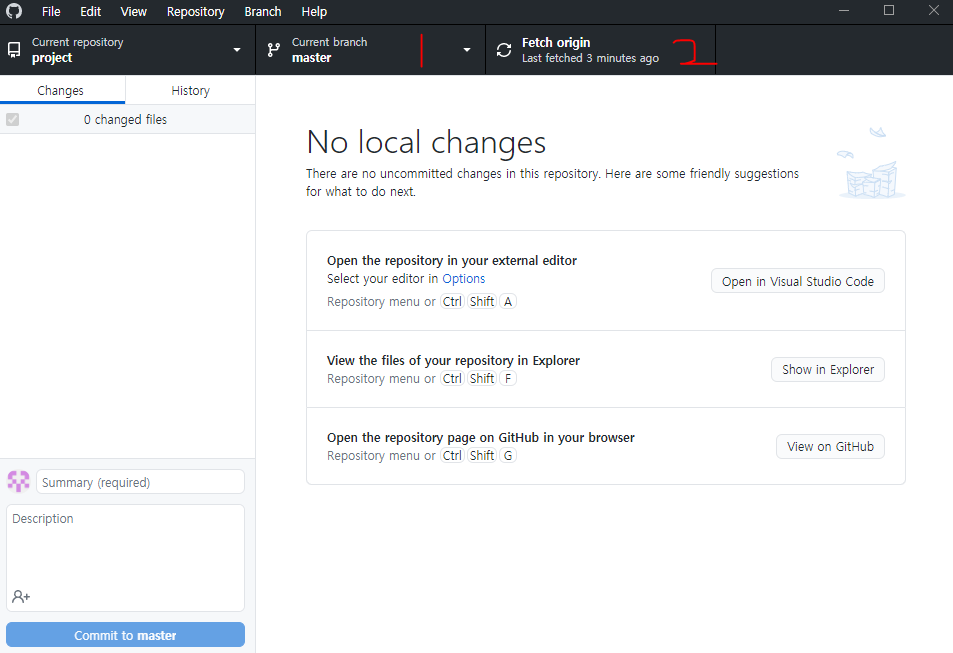 File Edit View Repository Branch Help
Current repository
project
Current branch
master
1
Fetch origin
Last fetched 3 minutes ago
2
Changes History
0 changed files
No local changes
There are no uncommitted changes in this repository. Here are some friendly suggestions
for what to do next.
Open the repository in your external editor
Select your editor in Options
Repository menu or Ctrl Shift A
Open in Visual Studio Code
View the files of your repository in Explorer
Repository menu or Ctrl Shift F
Show in Explorer
Open the repository page on GitHub in your browser
Repository menu or Ctrl Shift G
View on GitHub
Summary (required)
Description
Commit to master